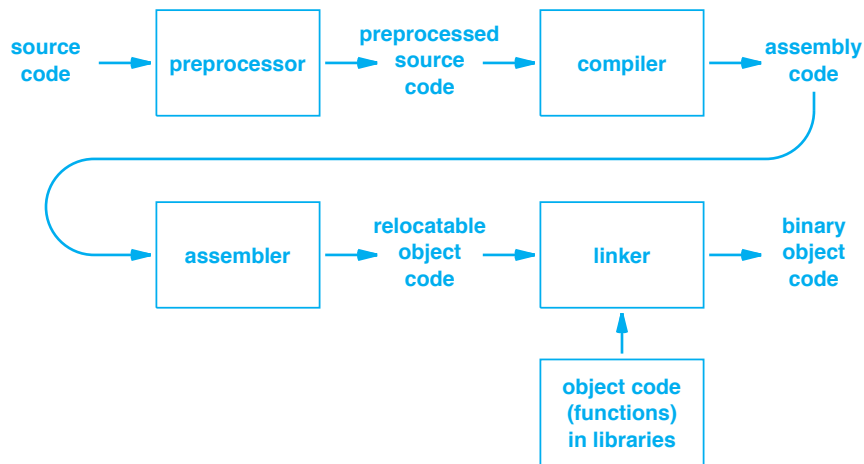 source
code
preprocessor
preprocessed
source
code
compiler
assembly
code
assembler
relocatable
object
code
linker
binary
object
code
object code
(functions)
in libraries